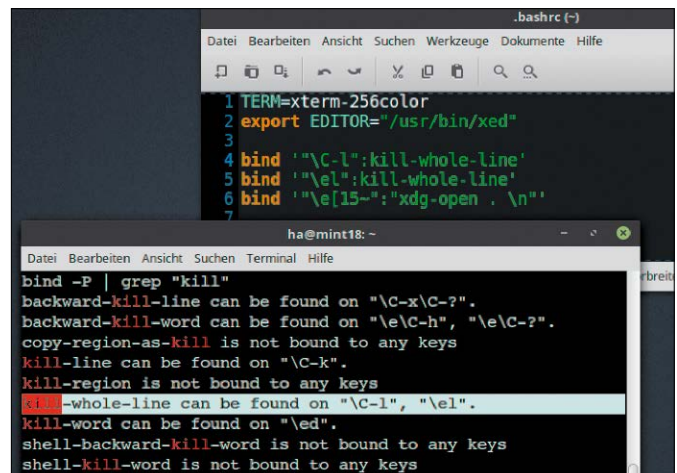 .bashrc (~)
Datei Bearbeiten Ansicht Suchen Werkzeuge Dokumente Hilfe
1 TERM=xterm-256color
2 export EDITOR="/usr/bin/xed"
3
4 bind '"\C-l":kill-whole-line'
5 bind '"\el":kill-whole-line'
6 bind '"\e[15~":"xdg-open . \n"'
7
ha@mint18: ~
Datei Bearbeiten Ansicht Suchen Terminal Hilfe
bind -P | grep "kill"
backward-kill-line can be found on "\C-x\C-?".
backward-kill-word can be found on "\e\C-h", "\e\C-?".
copy-region-as-kill is not bound to any keys
kill-line can be found on "\C-k".
kill-region is not bound to any keys
kill-whole-line can be found on "\C-l", "\el".
kill-word can be found on "\ed".
shell-backward-kill-word is not bound to any keys
shell-kill-word is not bound to any keys